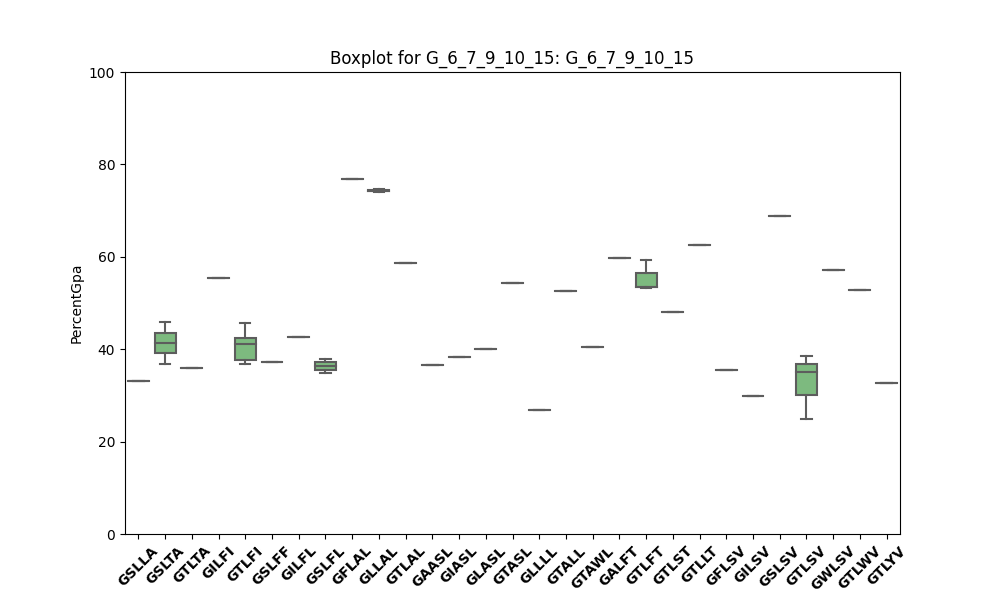 Boxplot for G_6_7_9_10_15: G_6_7_9_10_15
100
80
60
40
20
0
PercentGpa
GSLLA
GSLTA
GTLTA
GILFI
GTLFI
GSLFF
GILFL
GSLFL
GFLAL
GLLAL
GTLAL
GAASL
GIASL
GLASL
GTASL
GLLLL
GTALL
GTAWL
GALFT
GTLFT
GTLST
GTLLT
GFLSV
GILSV
GSLSV
GTLSV
GWLSV
GTLWV
GTLYV